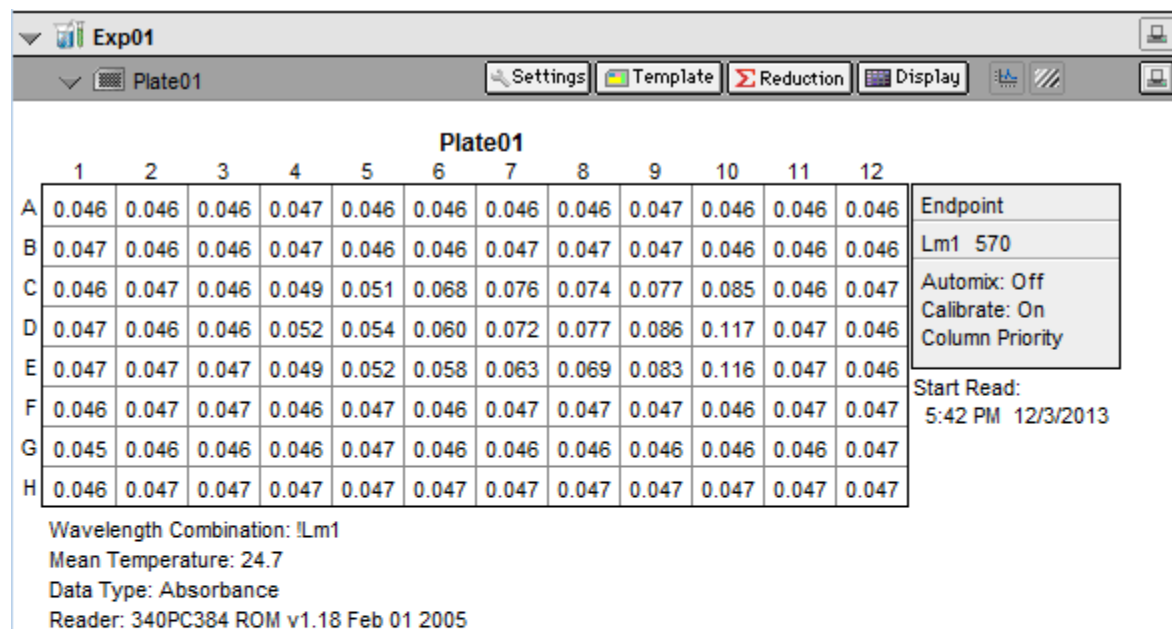 Exp01
Plate01 Settings Template Reduction Display
Plate01
1 2 3 4 5 6 7 8 9 10 11 12
A 0.046 0.046 0.046 0.047 0.046 0.046 0.046 0.046 0.047 0.046 0.046 0.046
B 0.047 0.046 0.046 0.047 0.046 0.046 0.047 0.047 0.047 0.046 0.046 0.046
C 0.046 0.047 0.046 0.049 0.051 0.068 0.076 0.074 0.077 0.085 0.046 0.047
D 0.047 0.046 0.046 0.052 0.054 0.060 0.072 0.077 0.086 0.117 0.047 0.046
E 0.047 0.047 0.047 0.049 0.052 0.058 0.063 0.069 0.083 0.116 0.047 0.046
F 0.046 0.047 0.047 0.046 0.047 0.046 0.047 0.047 0.047 0.046 0.047 0.047
G 0.045 0.046 0.046 0.046 0.047 0.046 0.046 0.046 0.046 0.046 0.046 0.047
H 0.046 0.047 0.047 0.047 0.047 0.047 0.047 0.047 0.047 0.047 0.047 0.047
Endpoint
Lm1 570
Automix: Off
Calibrate: On
Column Priority
Start Read:
5:42 PM 12/3/2013
Wavelength Combination: !Lm1
Mean Temperature: 24.7
Data Type: Absorbance
Reader: 340PC384 ROM v1.18 Feb 01 2005